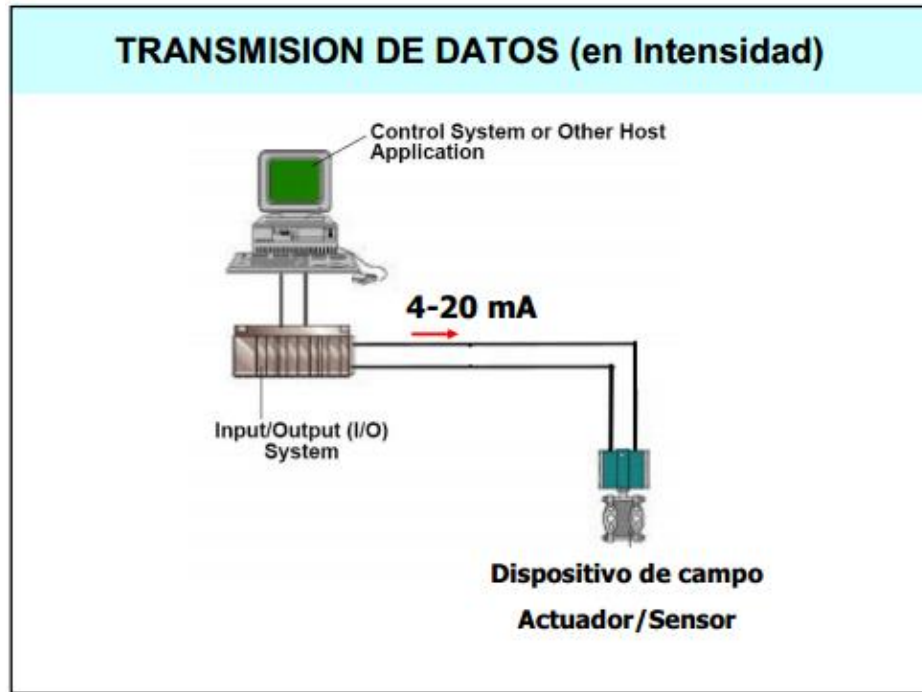 TRANSMISION DE DATOS (en Intensidad)
Control System or Other Host
Application
4-20 mA
Input/Output (I/O)
System
Dispositivo de campo
Actuador/Sensor